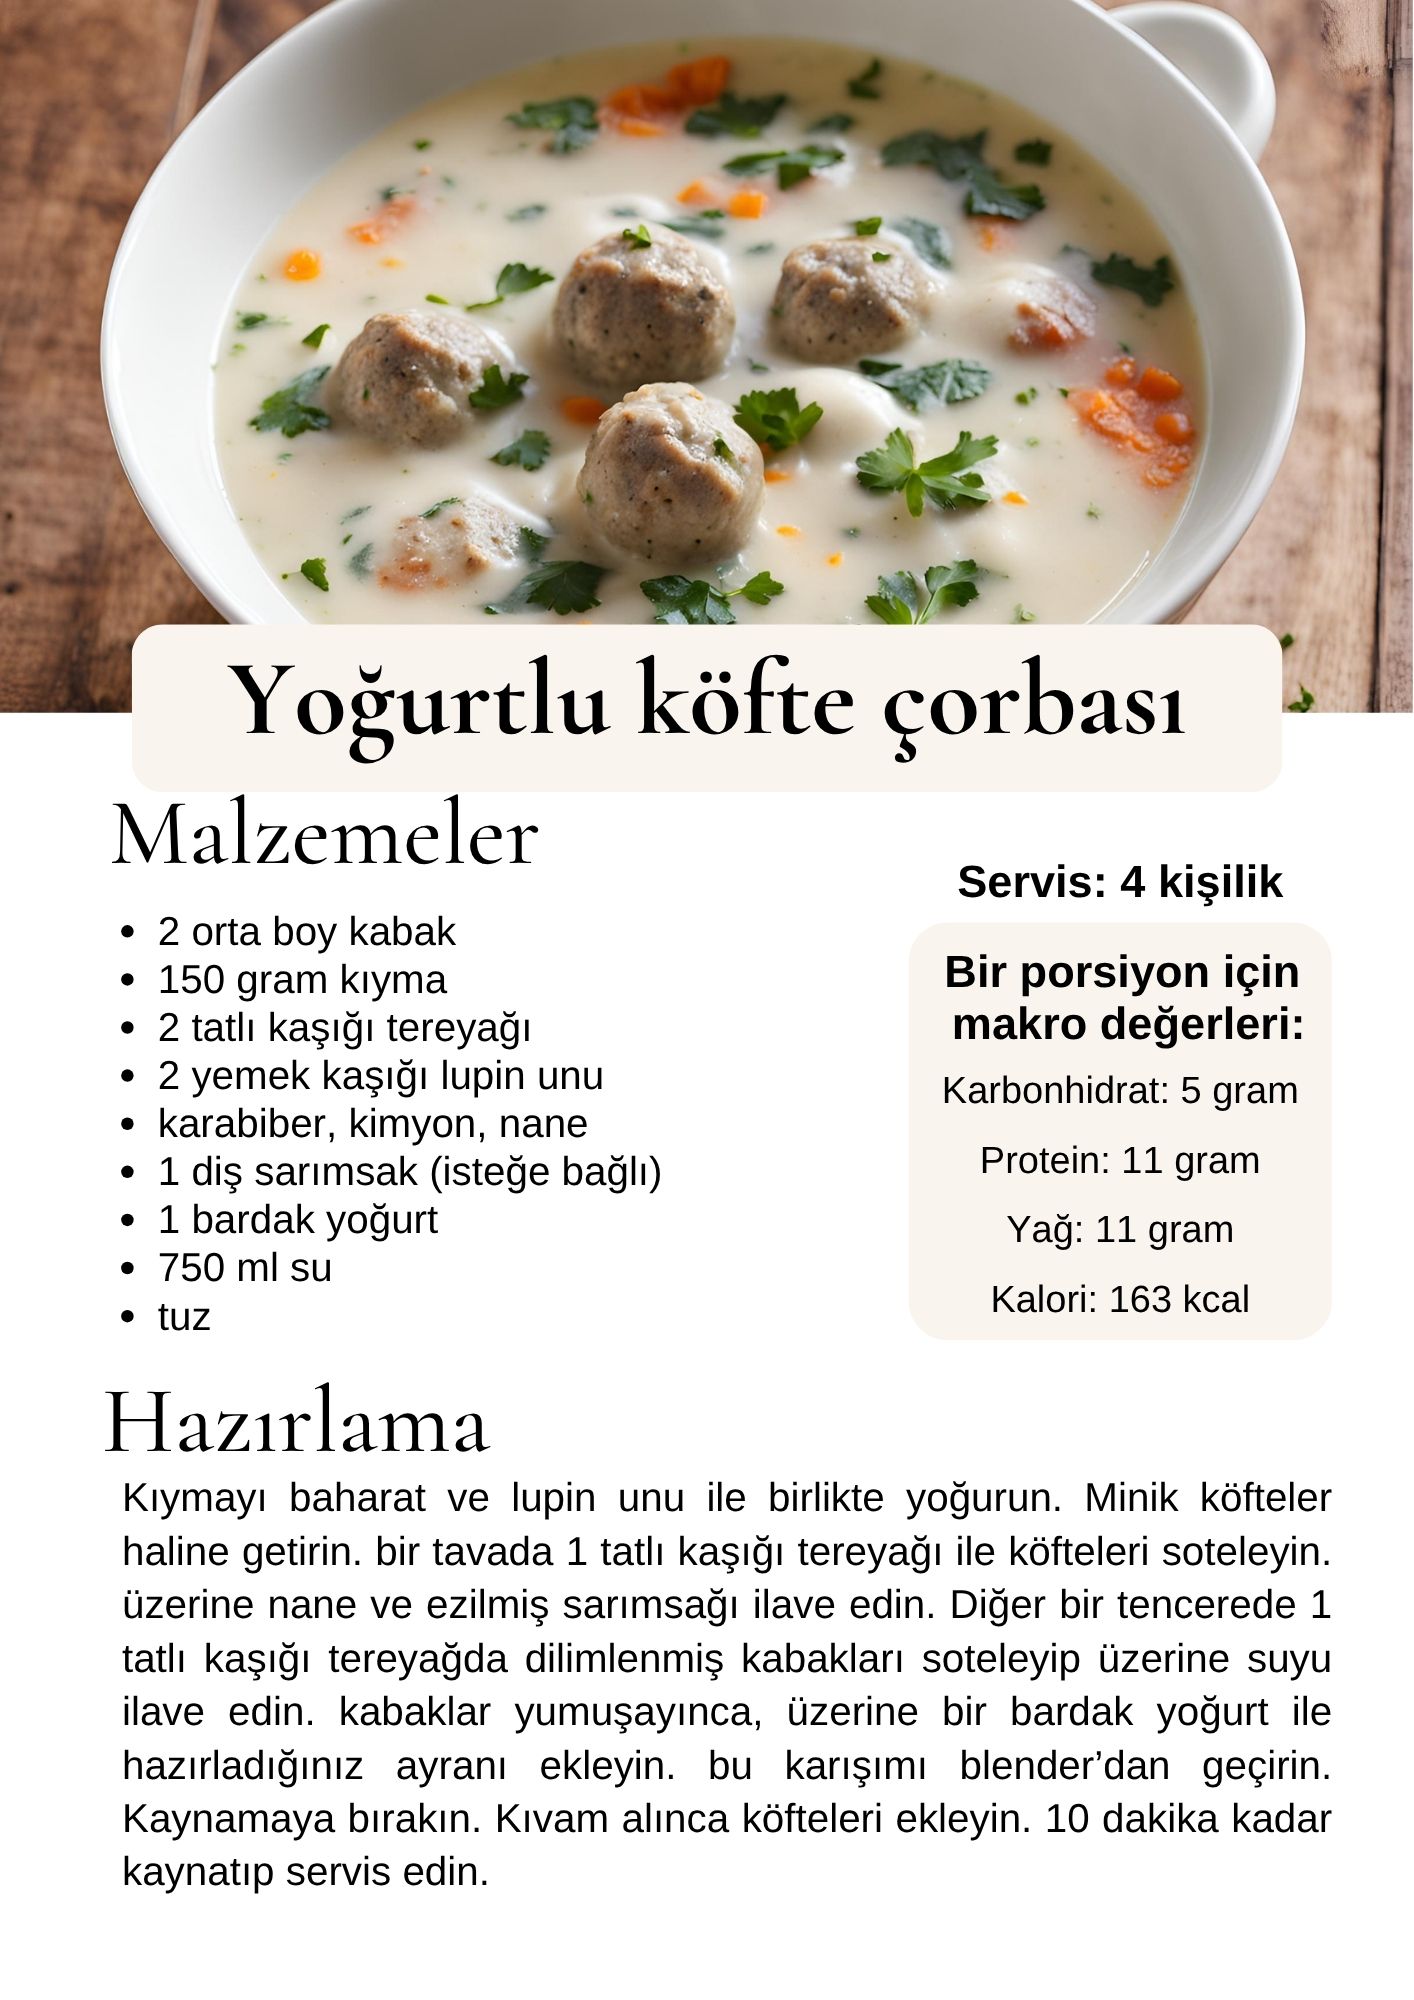 Yoğurtlu köfte çorbası
Malzemeler
• 2 orta boy kabak
• 150 gram kıyma
• 2 tatlı kaşığı tereyağı
• 2 yemek kaşığı lupin unu
• karabiber, kimyon, nane
• 1 diş sarımsak (isteğe bağlı)
• 1 bardak yoğurt
• 750 ml su
• tuz
Servis: 4 kişilik
Bir porsiyon için
makro değerleri:
Karbonhidrat: 5 gram
Protein: 11 gram
Yağ: 11 gram
Kalori: 163 kcal
Hazırlama
Kıymayı baharat ve lupin unu ile birlikte yoğurun. Minik köfteler
haline getirin. bir tavada 1 tatlı kaşığı tereyağı ile köfteleri soteleyin.
üzerine nane ve ezilmiş sarımsağı ilave edin. Diğer bir tencerede 1
tatlı kaşığı tereyağda dilimlenmiş kabakları soteleyip üzerine suyu
ilave edin. kabaklar yumuşayınca, üzerine bir bardak yoğurt ile
hazırladığınız ayranı ekleyin. bu karışımı blender’dan geçirin.
Kaynamaya bırakın. Kıvam alınca köfteleri ekleyin. 10 dakika kadar
kaynatıp servis edin.